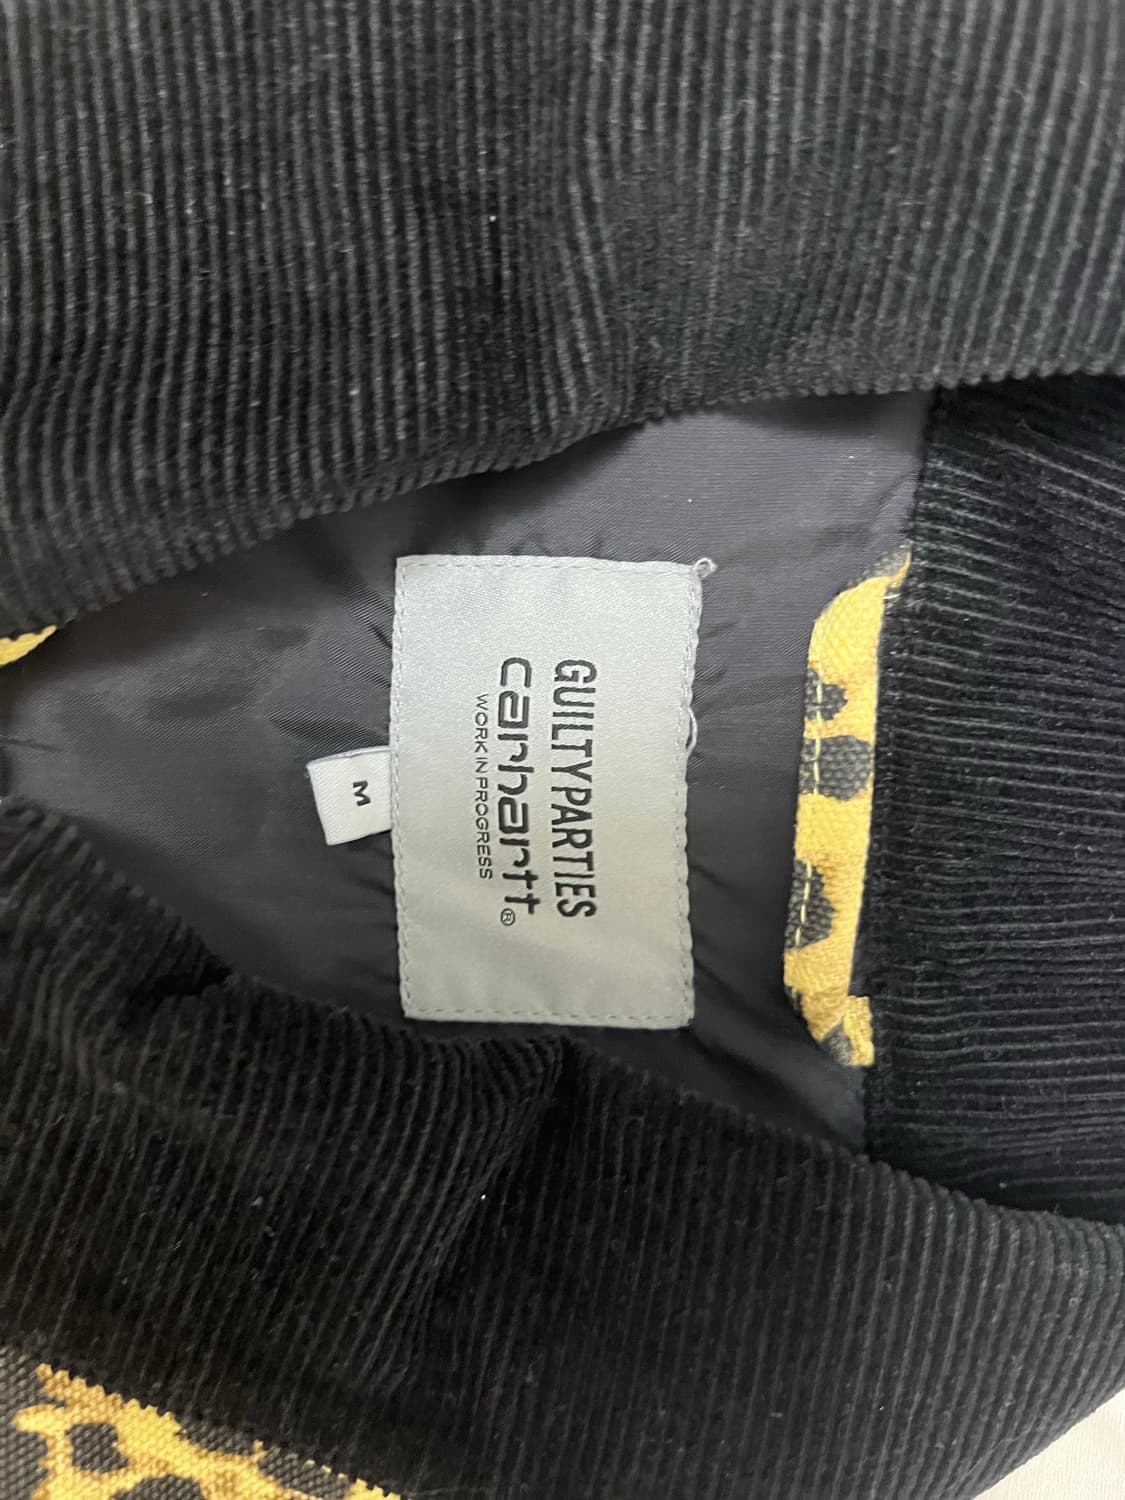 GUILTY PARTIES
carhartt®
WORK IN PROGRESS
M